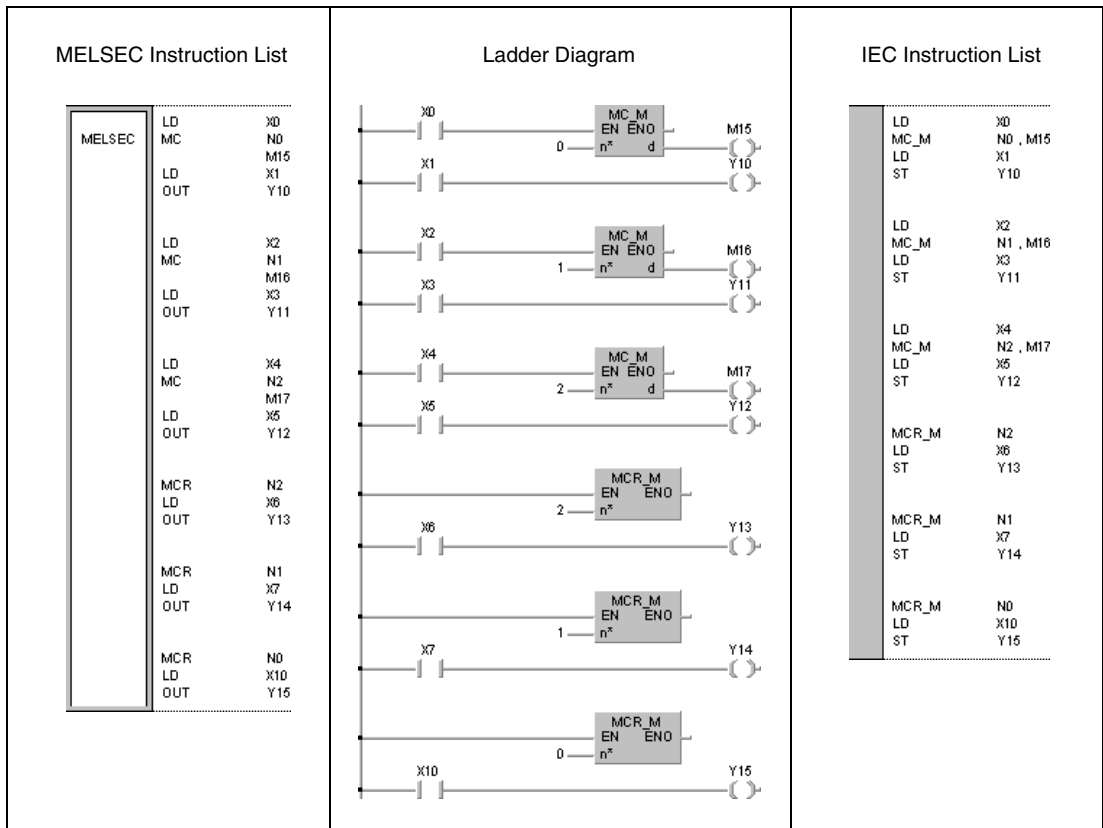 MELSEC Instruction List
MELSEC
LD X0
MC N0
M15
LD X1
OUT Y10
LD X2
MC N1
M16
LD X3
OUT Y11
LD X4
MC N2
M17
LD X5
OUT Y12
MCR N2
LD X6
OUT Y13
MCR N1
LD X7
OUT Y14
MCR N0
LD X10
OUT Y15
Ladder Diagram
X0
MC_M
EN ENO
M15
0 n* d
X1
Y10
X2
MC_M
EN ENO
M16
1 n* d
X3
Y11
X4
MC_M
EN ENO
M17
2 n* d
X5
Y12
MCR_M
EN ENO
2 n*
X6
Y13
MCR_M
EN ENO
1 n*
X7
Y14
MCR_M
EN ENO
0 n*
X10
Y15
IEC Instruction List
LD X0
MC_M N0 , M15
LD X1
ST Y10
LD X2
MC_M N1 , M16
LD X3
ST Y11
LD X4
MC_M N2 , M17
LD X5
ST Y12
MCR_M N2
LD X6
ST Y13
MCR_M N1
LD X7
ST Y14
MCR_M N0
LD X10
ST Y15